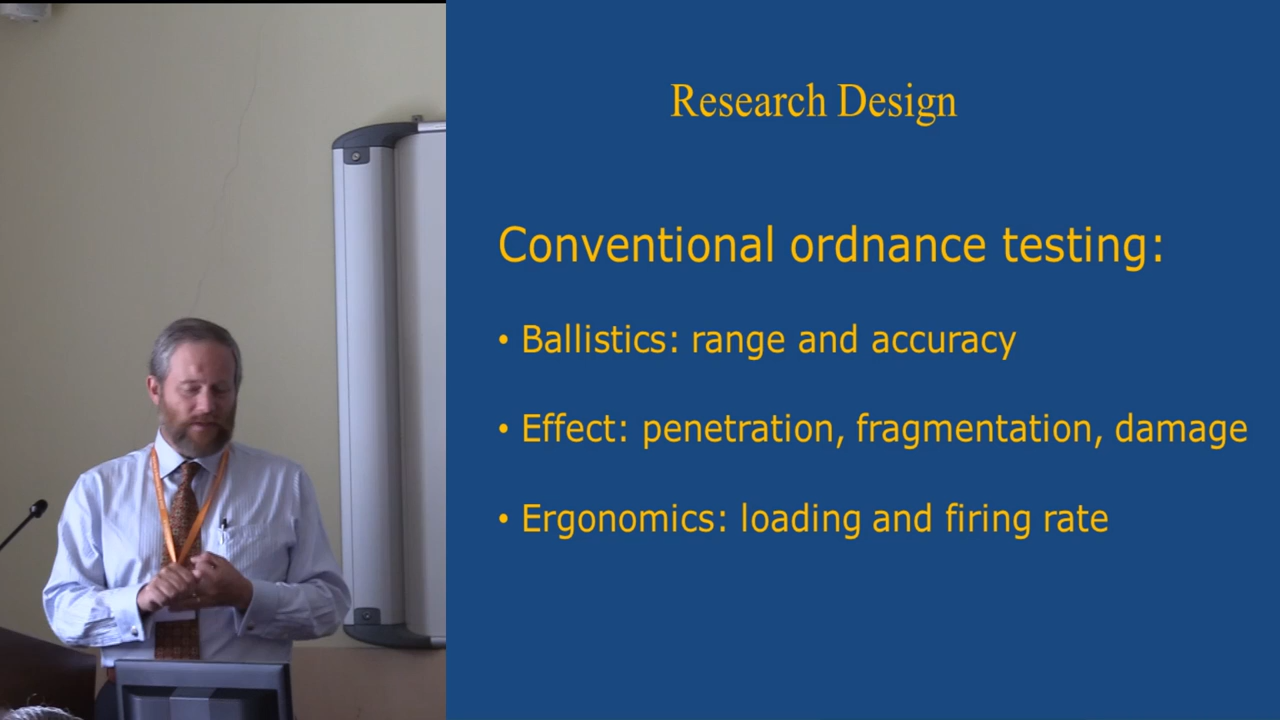 Research Design
Conventional ordnance testing:
• Ballistics: range and accuracy
• Effect: penetration, fragmentation, damage
• Ergonomics: loading and firing rate